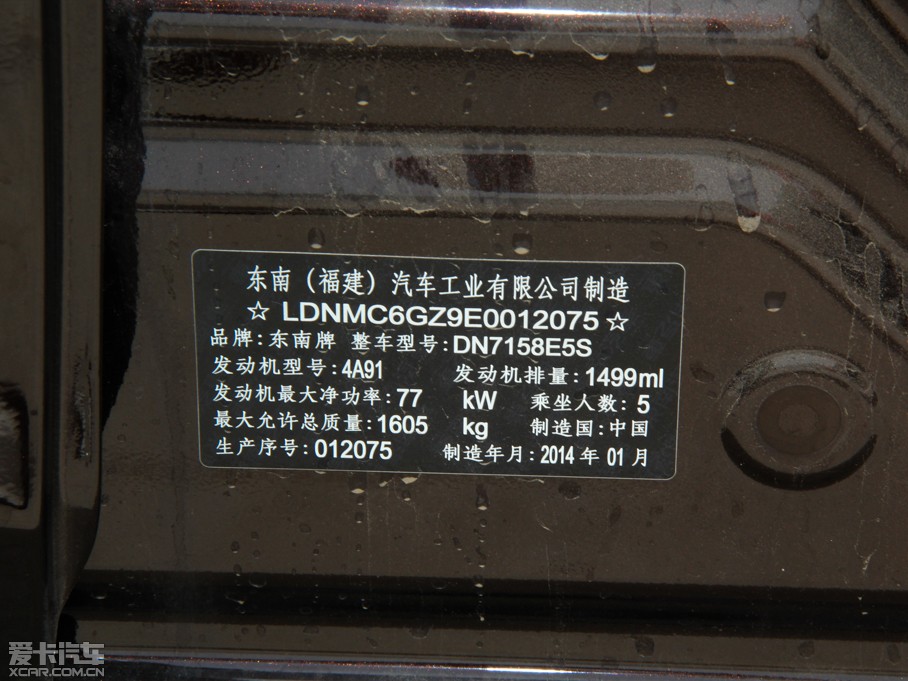 东南（福建）汽车工业有限公司制造
☆ LDNMC6GZ9E0012075 ☆
品牌：东南牌 整车型号：DN7158E5S
发动机型号：4A91 发动机排量：1499ml
发动机最大净功率：77 kW 乘坐人数：5
最大允许总质量：1605 kg 制造国：中国
生产序号：012075 制造年月：2014 年 01 月
爱卡汽车
XCAR.COM.CN